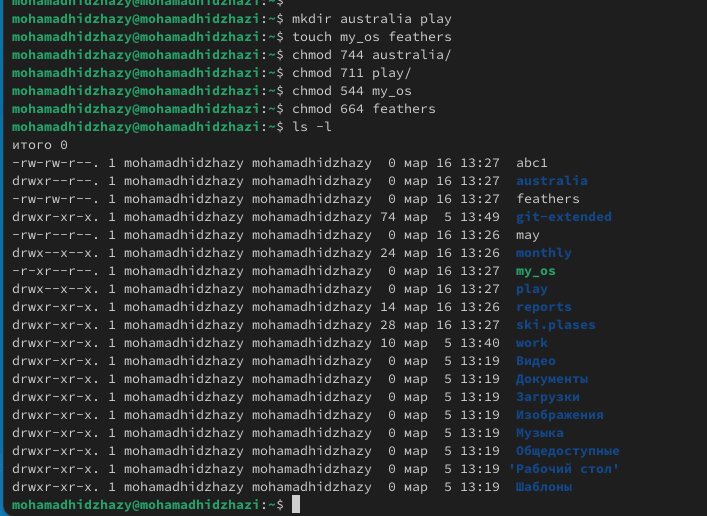 mohamadhidzhazy@mohamadhidzhazi:~$
mohamadhidzhazy@mohamadhidzhazi:~$ mkdir australia play
mohamadhidzhazy@mohamadhidzhazi:~$ touch my_os feathers
mohamadhidzhazy@mohamadhidzhazi:~$ chmod 744 australia/
mohamadhidzhazy@mohamadhidzhazi:~$ chmod 711 play/
mohamadhidzhazy@mohamadhidzhazi:~$ chmod 544 my_os
mohamadhidzhazy@mohamadhidzhazi:~$ chmod 664 feathers
mohamadhidzhazy@mohamadhidzhazi:~$ ls -l
итого 0
-rw-rw-r--. 1 mohamadhidzhazy mohamadhidzhazy 0 мар 16 13:27 abc1
drwxr--r--. 1 mohamadhidzhazy mohamadhidzhazy 0 мар 16 13:27 australia
-rw-rw-r--. 1 mohamadhidzhazy mohamadhidzhazy 0 мар 16 13:27 feathers
drwxr-xr-x. 1 mohamadhidzhazy mohamadhidzhazy 74 мар 5 13:49 git-extended
-rw-r--r--. 1 mohamadhidzhazy mohamadhidzhazy 0 мар 16 13:26 may
drwx--x--x. 1 mohamadhidzhazy mohamadhidzhazy 24 мар 16 13:26 monthly
-r-xr--r--. 1 mohamadhidzhazy mohamadhidzhazy 0 мар 16 13:27 my_os
drwx--x--x. 1 mohamadhidzhazy mohamadhidzhazy 0 мар 16 13:27 play
drwxr-xr-x. 1 mohamadhidzhazy mohamadhidzhazy 14 мар 16 13:26 reports
drwxr-xr-x. 1 mohamadhidzhazy mohamadhidzhazy 28 мар 16 13:27 ski.plases
drwxr-xr-x. 1 mohamadhidzhazy mohamadhidzhazy 10 мар 5 13:40 work
drwxr-xr-x. 1 mohamadhidzhazy mohamadhidzhazy 0 мар 5 13:19 Видео
drwxr-xr-x. 1 mohamadhidzhazy mohamadhidzhazy 0 мар 5 13:19 Документы
drwxr-xr-x. 1 mohamadhidzhazy mohamadhidzhazy 0 мар 5 13:19 Загрузки
drwxr-xr-x. 1 mohamadhidzhazy mohamadhidzhazy 0 мар 5 13:19 Изображения
drwxr-xr-x. 1 mohamadhidzhazy mohamadhidzhazy 0 мар 5 13:19 Музыка
drwxr-xr-x. 1 mohamadhidzhazy mohamadhidzhazy 0 мар 5 13:19 Общедоступные
drwxr-xr-x. 1 mohamadhidzhazy mohamadhidzhazy 0 мар 5 13:19 'Рабочий стол'
drwxr-xr-x. 1 mohamadhidzhazy mohamadhidzhazy 0 мар 5 13:19 Шаблоны
mohamadhidzhazy@mohamadhidzhazi:~$